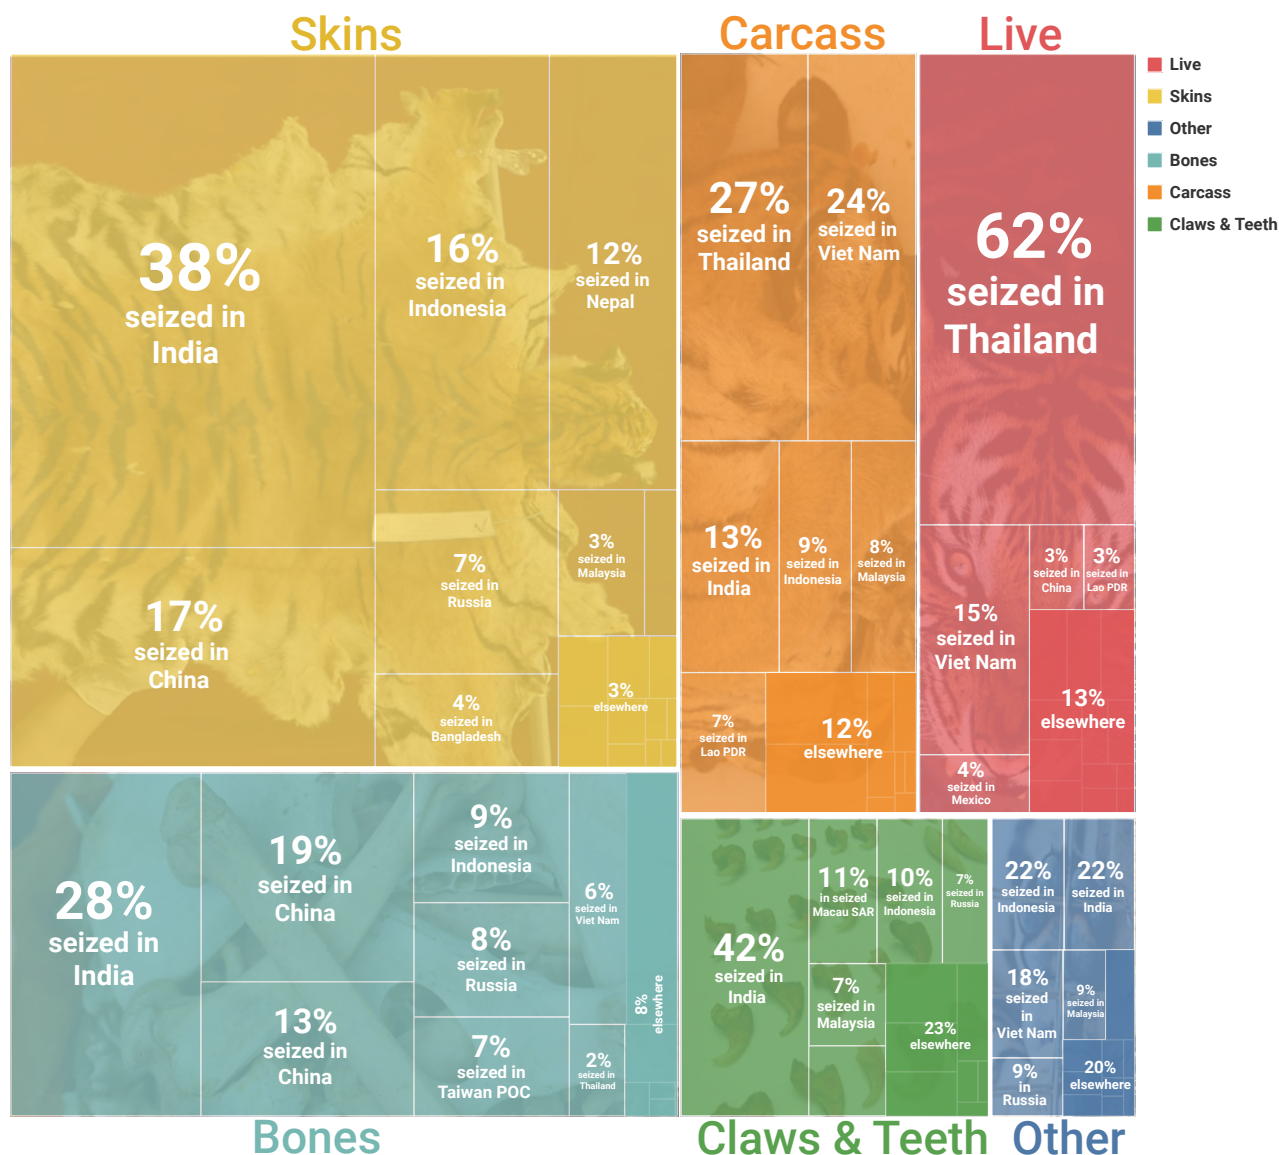 Skins
Carcass
Live
Live
Skins
Other
Bones
Carcass
Claws & Teeth
38%
seized in
India
16%
seized in
Indonesia
12%
seized in
Nepal
17%
seized in
China
7%
seized in
Russia
3%
seized in
Malaysia
4%
seized in
Bangladesh
3%
elsewhere
27%
seized in
Thailand
24%
seized in
Viet Nam
13%
seized in
India
9%
seized in
Indonesia
8%
seized in
Malaysia
7%
seized in
Lao PDR
12%
elsewhere
62%
seized in
Thailand
15%
seized in
Viet Nam
3%
seized in
China
3%
seized in
Lao PDR
13%
elsewhere
4%
seized in
Mexico
28%
seized in
India
19%
seized in
China
13%
seized in
China
9%
seized in
Indonesia
8%
seized in
Russia
7%
seized in
Taiwan POC
6%
seized in
Viet Nam
2%
seized in
Thailand
8%
elsewhere
42%
seized in
India
11%
in seized
Macau SAR
10%
seized in
Indonesia
7%
seized in
Russia
7%
seized in
Malaysia
23%
elsewhere
22%
seized in
Indonesia
22%
seized in
India
18%
seized
in
Viet Nam
9%
seized in
Malaysia
9%
in
Russia
20%
elsewhere
Bones
Claws & Teeth
Other